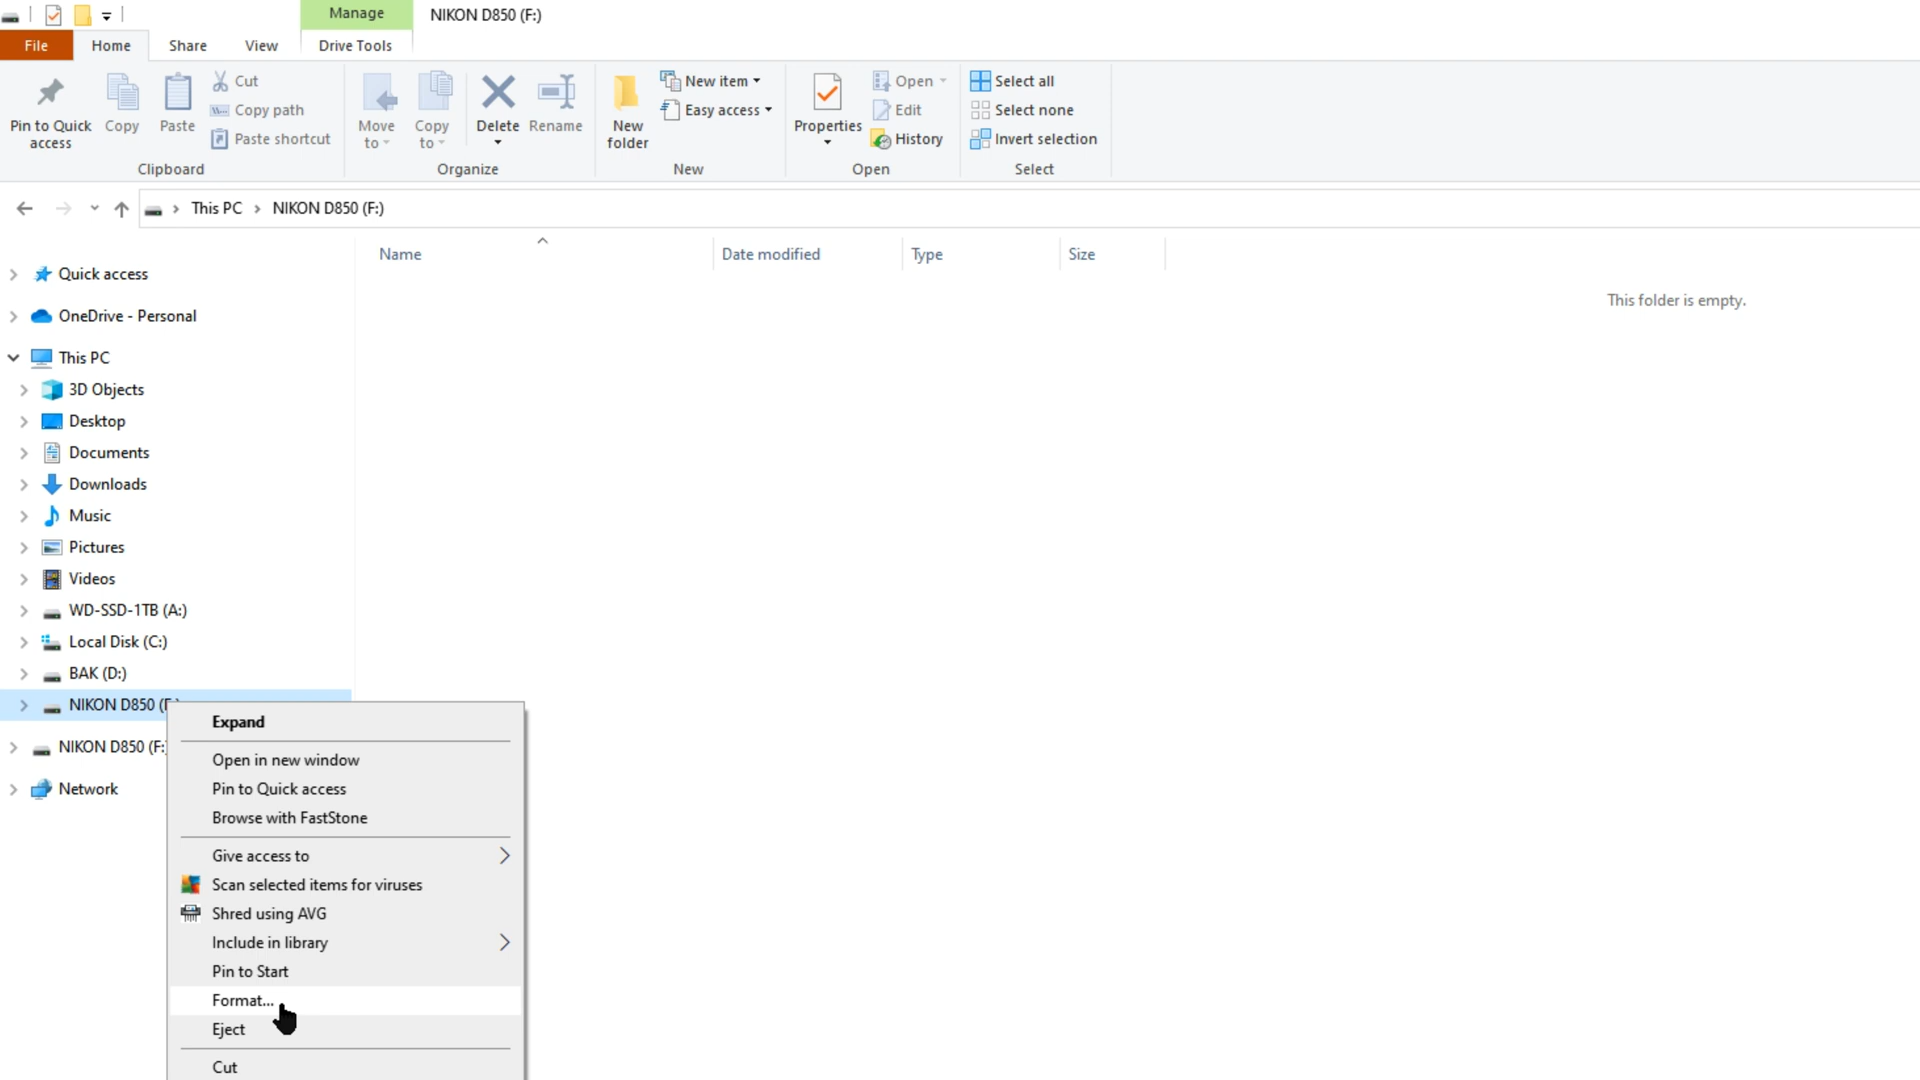 Manage
NIKON D850 (F:)
File
Home
Share
View
Drive Tools
Pin to Quick
access
Copy
Paste
Cut
Copy path
Paste shortcut
Clipboard
Move
to
Copy
to
Delete
Rename
Organize
New
folder
New item
Easy access
New
Properties
Open
Edit
History
Open
Select all
Select none
Invert selection
Select
This PC > NIKON D850 (F:)
Name
Date modified
Type
Size
This folder is empty.
Quick access
OneDrive - Personal
This PC
3D Objects
Desktop
Documents
Downloads
Music
Pictures
Videos
WD-SSD-1TB (A:)
Local Disk (C:)
BAK (D:)
NIKON D850
NIKON D850 (F:
Network
Expand
Open in new window
Pin to Quick access
Browse with FastStone
Give access to
Scan selected items for viruses
Shred using AVG
Include in library
Pin to Start
Format...
Eject
Cut